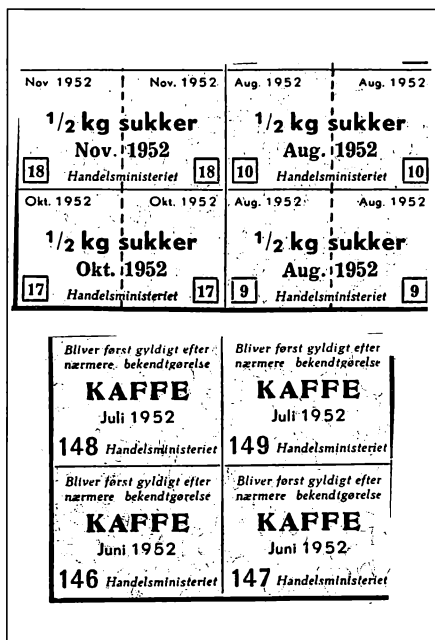 Nov 1952 Nov. 1952
1/2 kg sukker
Nov. 1952
18 Handelsministeriet 18
Aug. 1952 Aug. 1952
1/2 kg sukker
Aug. 1952
10 Handelsministeriet 10
Okt. 1952 Okt. 1952
1/2 kg sukker
Okt. 1952
17 Handelsministeriet 17
Aug. 1952 Aug. 1952
1/2 kg sukker
Aug. 1952
9 Handelsministeriet 9
Bliver først gyldigt efter
nærmere bekendtgørelse
KAFFE
Juli 1952
148 Handelsministeriet
Bliver først gyldigt efter
nærmere bekendtgørelse
KAFFE
Juli 1952
149 Handelsministeriet
Bliver først gyldigt efter
nærmere bekendtgørelse
KAFFE
Juni 1952
146 Handelsministeriet
Bliver først gyldigt efter
nærmere bekendtgørelse
KAFFE
Juni 1952
147 Handelsministeriet